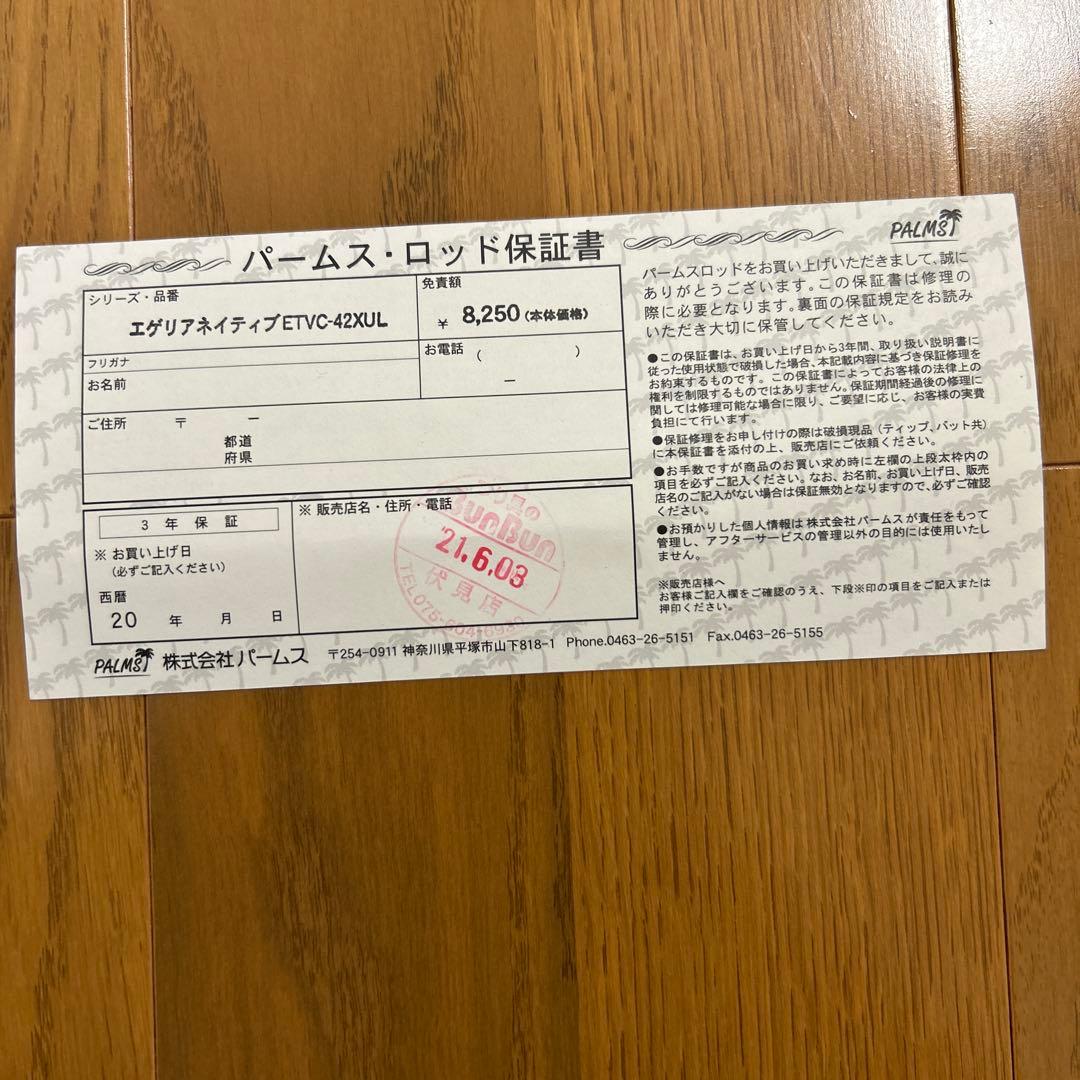 パームス・ロッド保証書
PALMS
シリーズ・品番
エゲリアネイティブETVC-42XUL
免責額
¥ 8,250(本体価格)
フリガナ
お名前
お電話 ( )
－
ご住所 〒 －
都道
府県
3年保証
※ お買い上げ日
(必ずご記入ください)
西暦
20 年 月 日
※ 販売店名・住所・電話
の
BunBun
21.6.03
伏見店
TEL075-
PALMS 株式会社パームス 〒254-0911 神奈川県平塚市山下818-1 Phone.0463-26-5151 Fax.0463-26-5155
パームスロッドをお買い上げいただきまして、誠に
ありがとうございます。この保証書は修理の
際に必要となります。裏面の保証規定をお読み
いただき大切に保管してください。
●この保証書は、お買い上げ日から3年間、取り扱い説明書に
従った使用状態で破損した場合、本記載内容に基づき保証修理を
お約束するものです。この保証書によってお客様の法律上の
権利を制限するものではありません。保証期間経過後の修理に
関しては修理可能な場合に限り、ご要望に応じ、お客様の実費
負担にて行います。
●保証修理をお申し付けの際は破損現品（ティップ、バット共）
に本保証書を添付の上、販売店にご依頼ください。
●お手数ですが商品のお買い求め時に左欄の上段太枠内の
項目を必ずご記入ください。なお、お名前、お買い上げ日、販売
店名のご記入がない場合は保証無効となりますので、必ずご確認
ください。
●お預かりした個人情報は 株式会社パームスが責任をもって
管理し、アフターサービスの管理以外の目的には使用いたし
ません。
※販売店様へ
お客様ご記入欄をご確認のうえ、下段※印の項目をご記入または
押印ください。